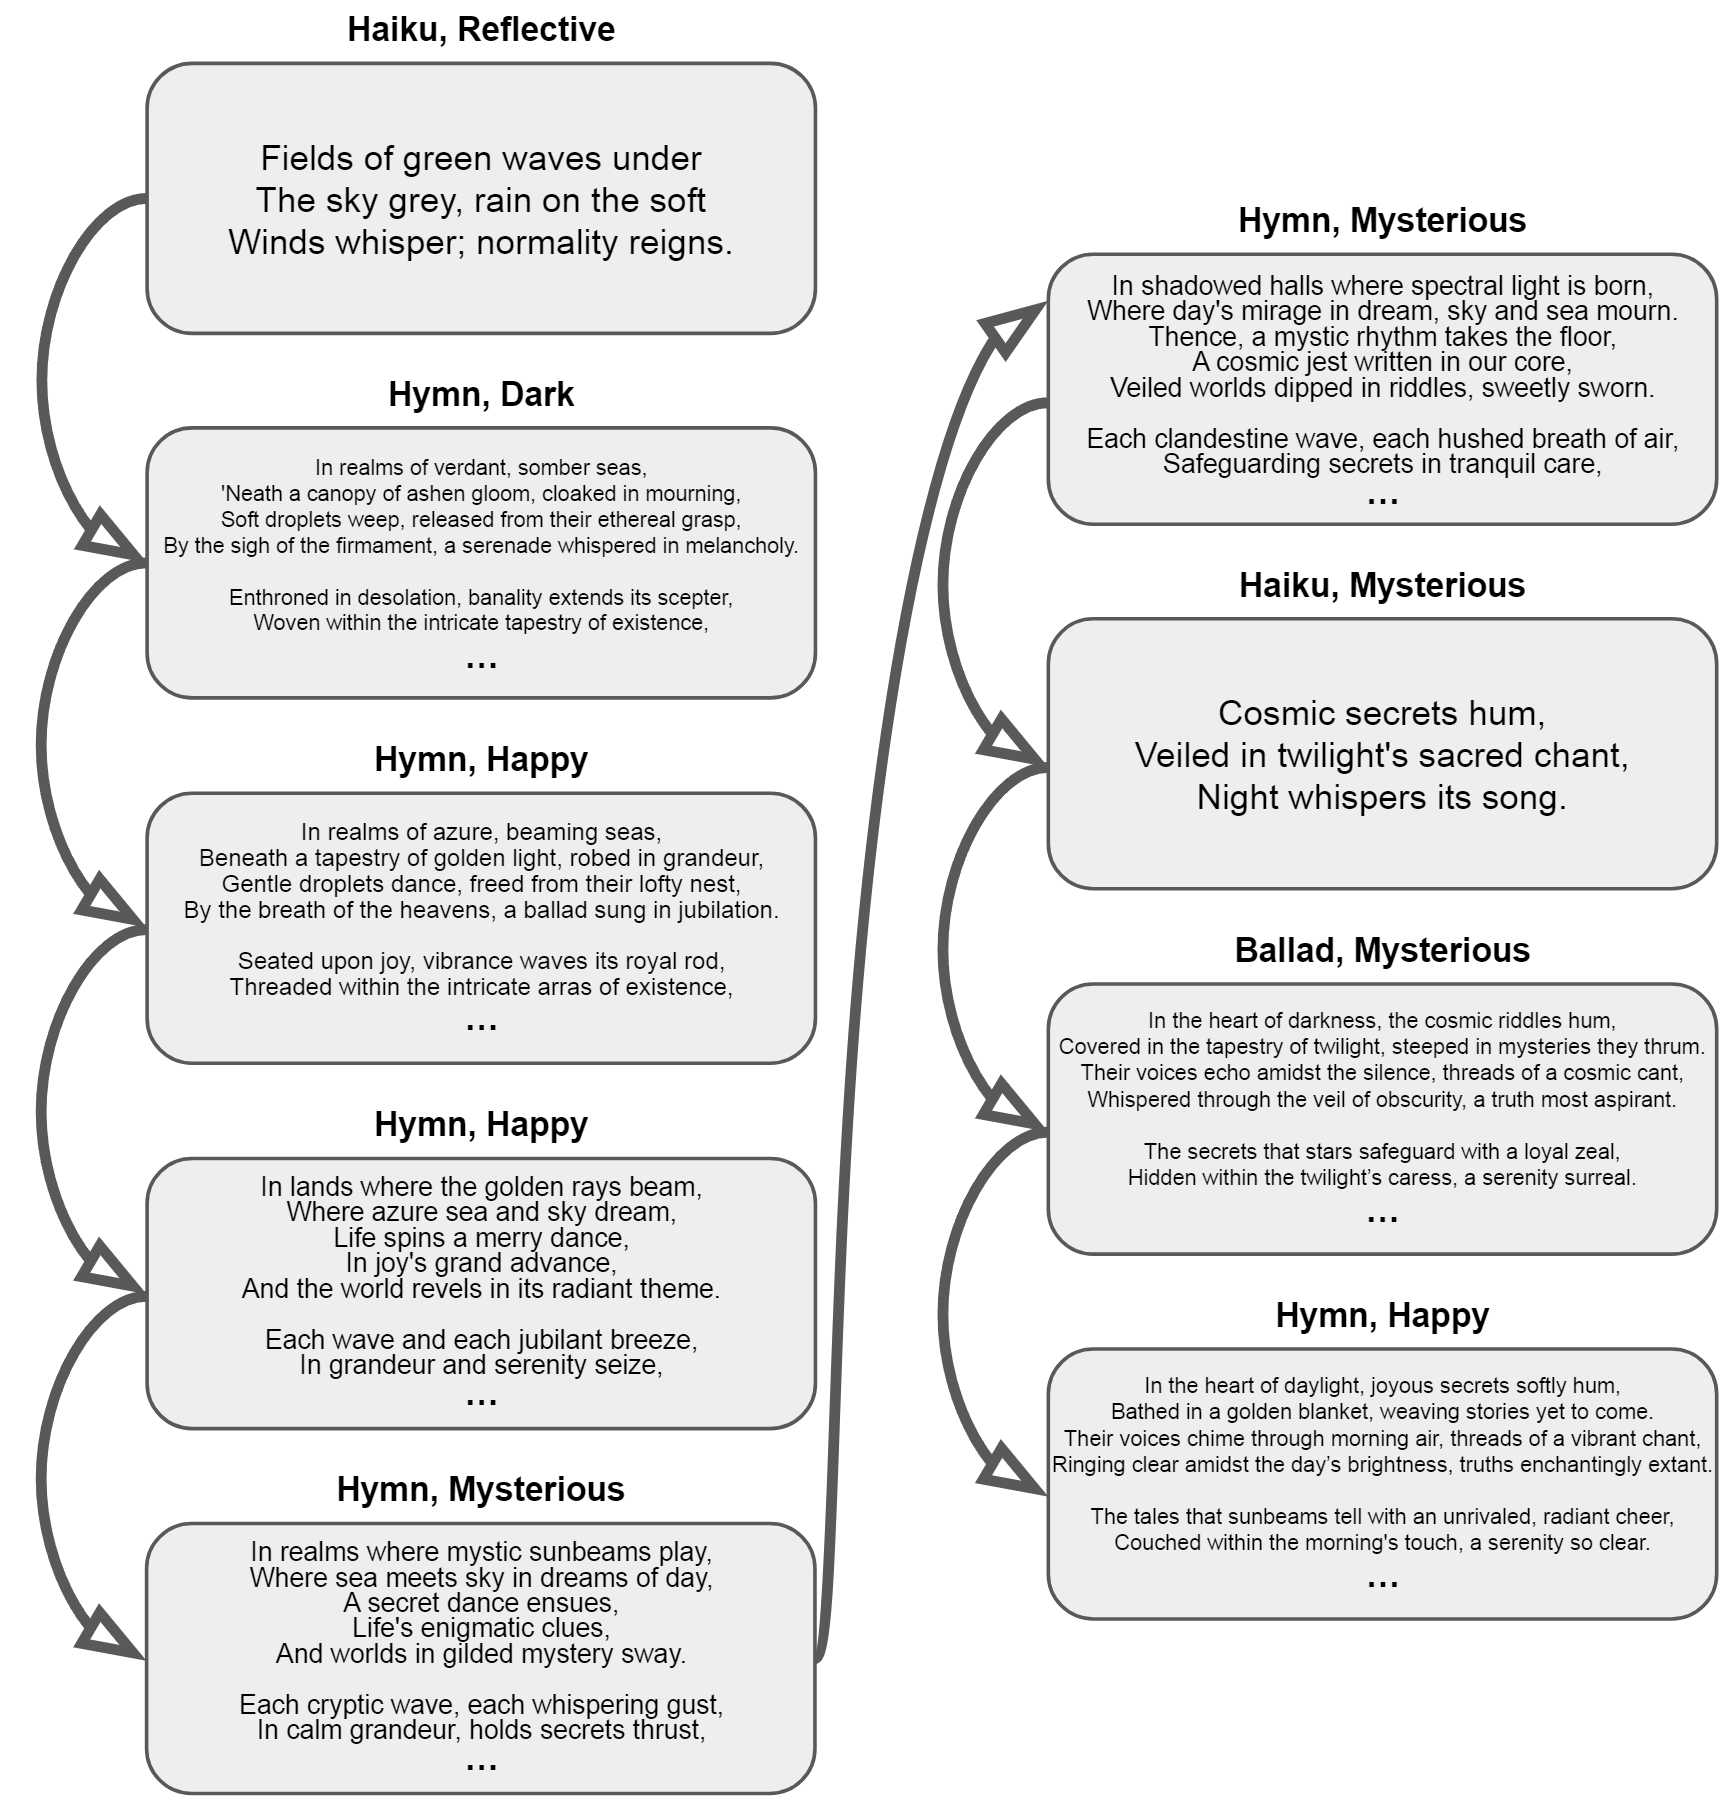 Haiku, Reflective
Fields of green waves under
The sky grey, rain on the soft
Winds whisper; normality reigns.
Hymn, Dark
In realms of verdant, somber seas,
'Neath a canopy of ashen gloom, cloaked in mourning,
Soft droplets weep, released from their ethereal grasp,
By the sigh of the firmament, a serenade whispered in melancholy.
Enthroned in desolation, banality extends its scepter,
Woven within the intricate tapestry of existence,
...
Hymn, Happy
In realms of azure, beaming seas,
Beneath a tapestry of golden light, robed in grandeur,
Gentle droplets dance, freed from their lofty nest,
By the breath of the heavens, a ballad sung in jubilation.
Seated upon joy, vibrance waves its royal rod,
Threaded within the intricate arras of existence,
...
Hymn, Happy
In lands where the golden rays beam,
Where azure sea and sky dream,
Life spins a merry dance,
In joy's grand advance,
And the world revels in its radiant theme.
Each wave and each jubilant breeze,
In grandeur and serenity seize,
...
Hymn, Mysterious
In realms where mystic sunbeams play,
Where sea meets sky in dreams of day,
A secret dance ensues,
Life's enigmatic clues,
And worlds in gilded mystery sway.
Each cryptic wave, each whispering gust,
In calm grandeur, holds secrets thrust,
...
Hymn, Mysterious
In shadowed halls where spectral light is born,
Where day's mirage in dream, sky and sea mourn.
Thence, a mystic rhythm takes the floor,
A cosmic jest written in our core,
Veiled worlds dipped in riddles, sweetly sworn.
Each clandestine wave, each hushed breath of air,
Safeguarding secrets in tranquil care,
...
Haiku, Mysterious
Cosmic secrets hum,
Veiled in twilight's sacred chant,
Night whispers its song.
Ballad, Mysterious
In the heart of darkness, the cosmic riddles hum,
Covered in the tapestry of twilight, steeped in mysteries they thrum.
Their voices echo amidst the silence, threads of a cosmic cant,
Whispered through the veil of obscurity, a truth most aspirant.
The secrets that stars safeguard with a loyal zeal,
Hidden within the twilight’s caress, a serenity surreal.
...
Hymn, Happy
In the heart of daylight, joyous secrets softly hum,
Bathed in a golden blanket, weaving stories yet to come.
Their voices chime through morning air, threads of a vibrant chant,
Ringing clear amidst the day’s brightness, truths enchantingly extant.
The tales that sunbeams tell with an unrivaled, radiant cheer,
Couched within the morning's touch, a serenity so clear.
...